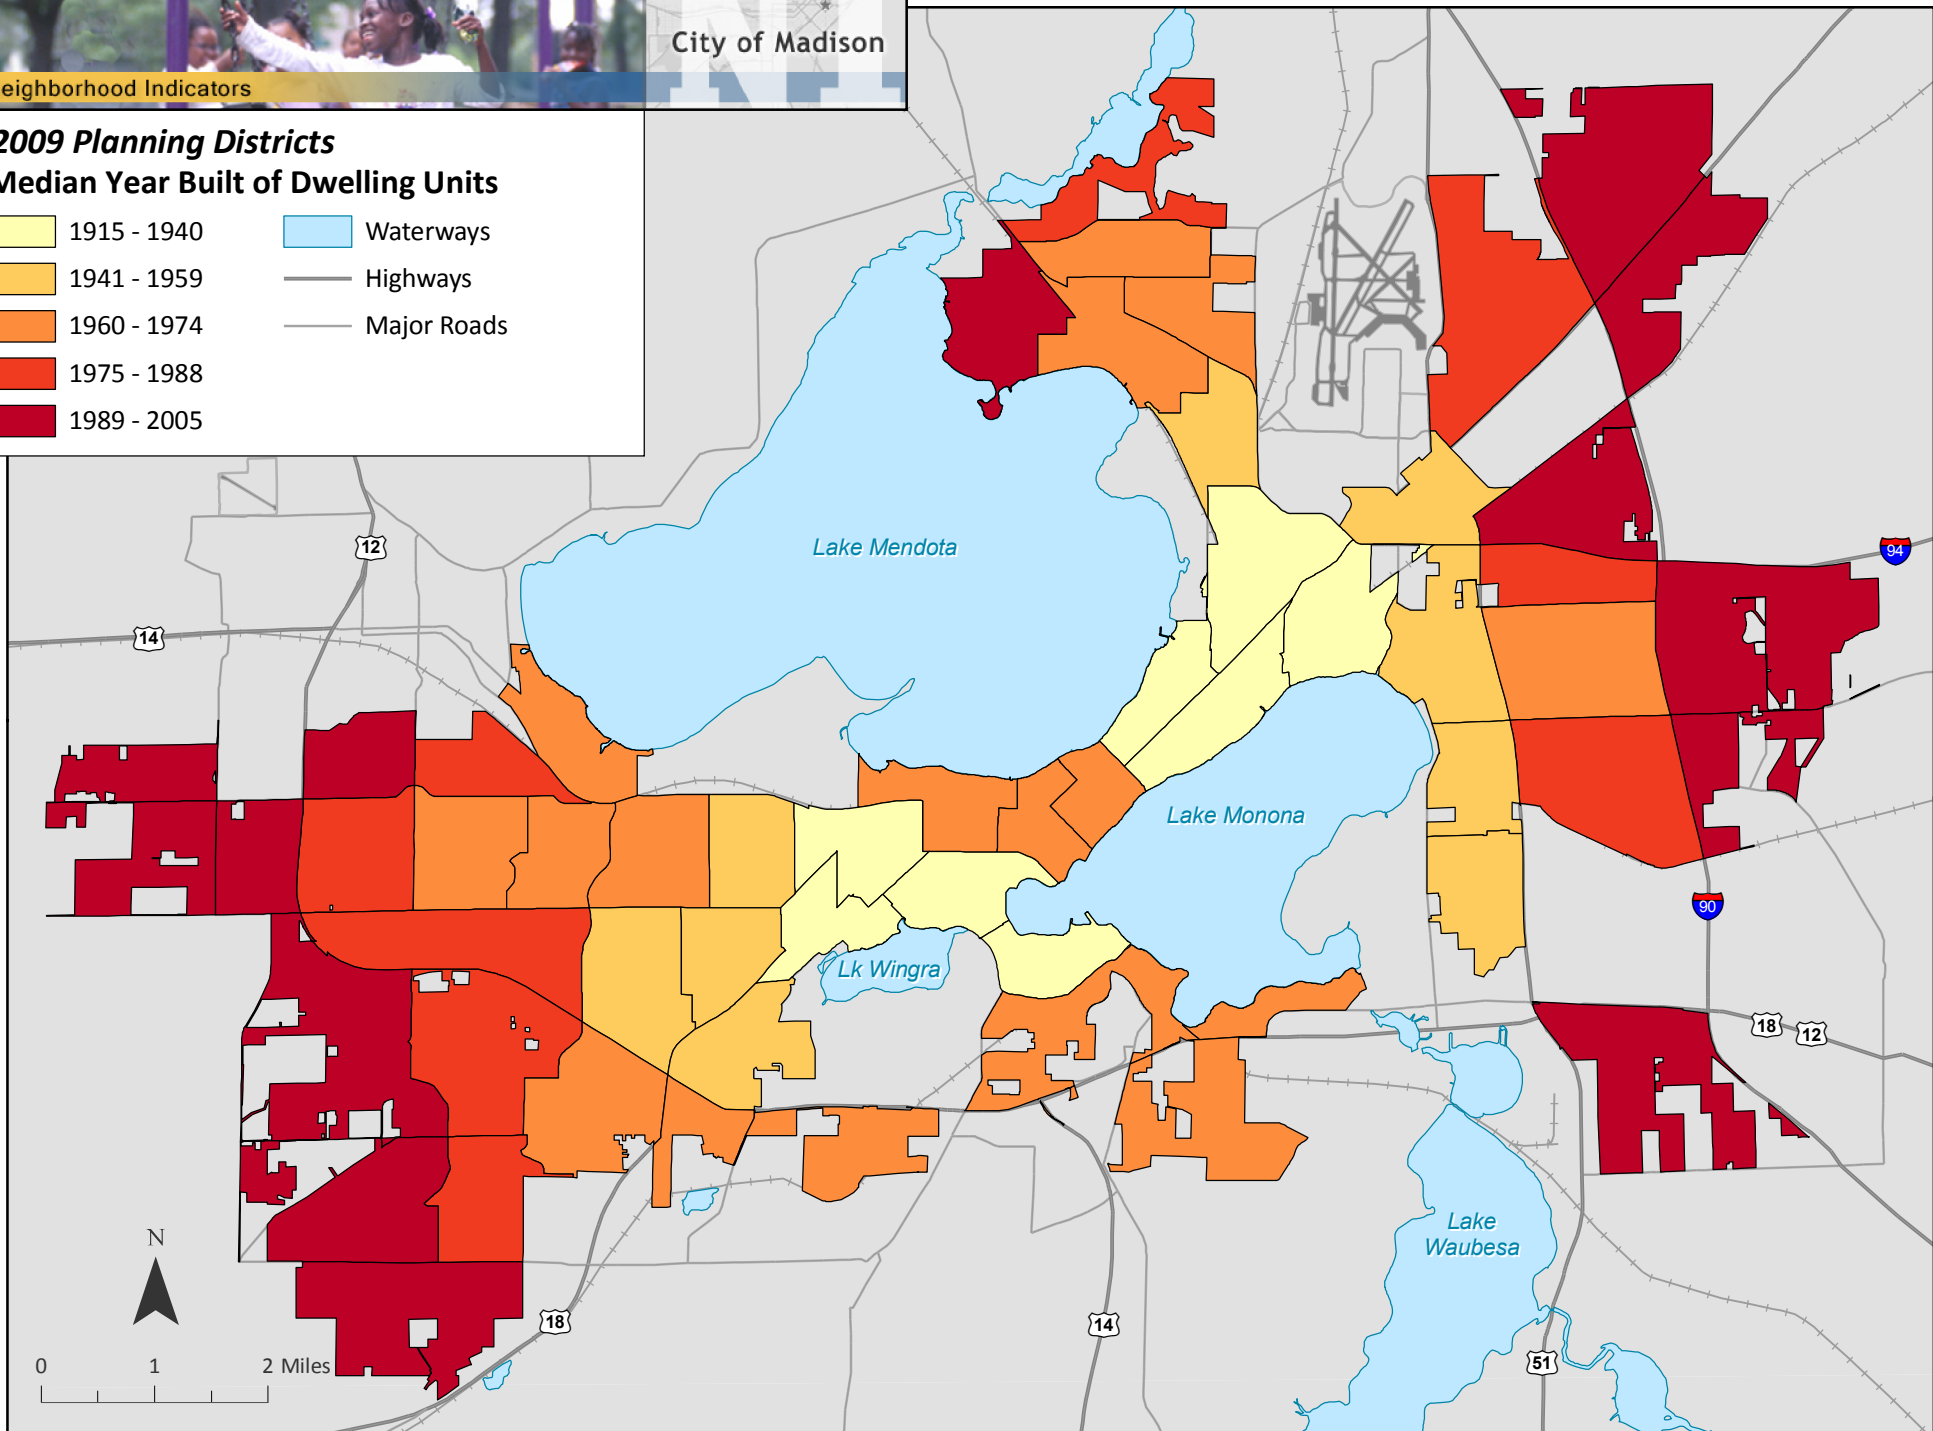 City of Madison
eighborhood Indicators
2009 Planning Districts
Median Year Built of Dwelling Units
1915 - 1940
Waterways
1941 - 1959
Highways
1960 - 1974
Major Roads
1975 - 1988
1989 - 2005
12
Lake Mendota
94
14
Lake Monona
90
Lk Wingra
18
12
Lake
Waubesa
N
18
14
51
0 1 2 Miles